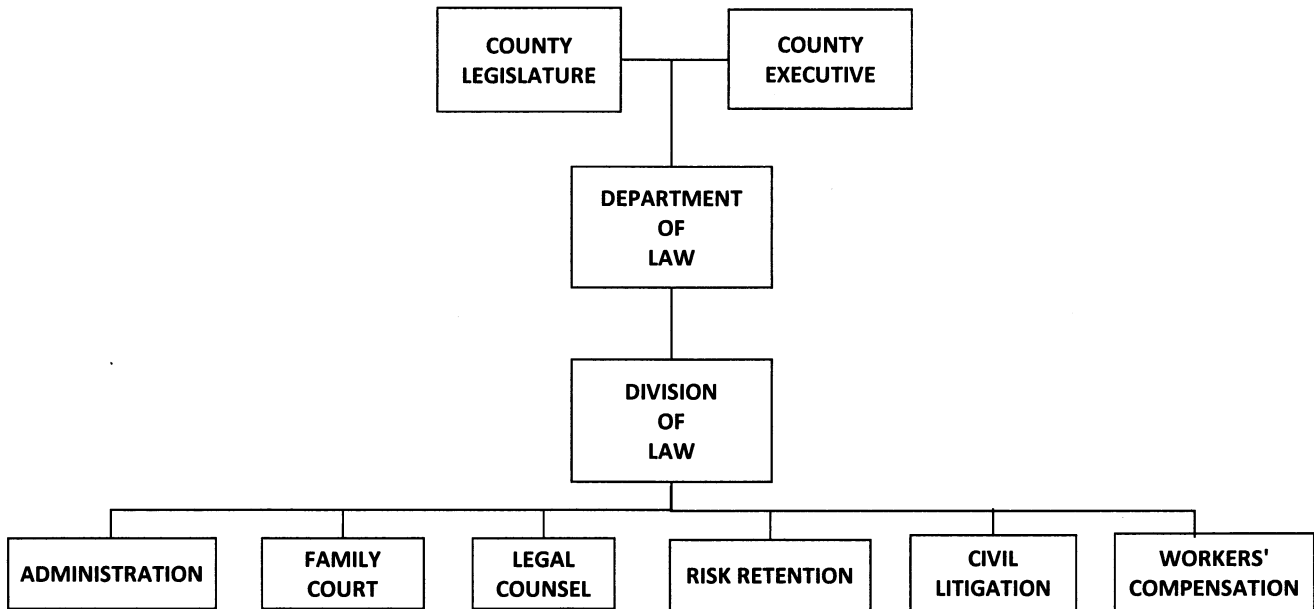 COUNTY
LEGISLATURE
COUNTY
EXECUTIVE
DEPARTMENT
OF
LAW
DIVISION
OF
LAW
ADMINISTRATION
FAMILY
COURT
LEGAL
COUNSEL
RISK RETENTION
CIVIL
LITIGATION
WORKERS'
COMPENSATION